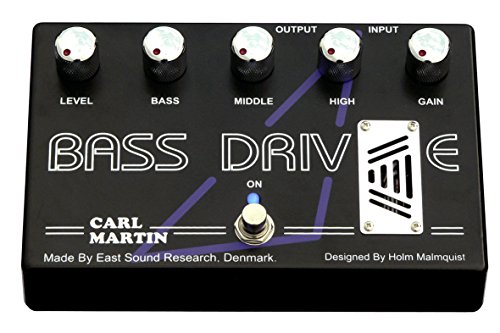 OUTPUT INPUT
LEVEL BASS MIDDLE HIGH GAIN
BASS DRIVE
ON
CARL
MARTIN
Made By East Sound Research, Denmark. Designed By Holm Malmquist